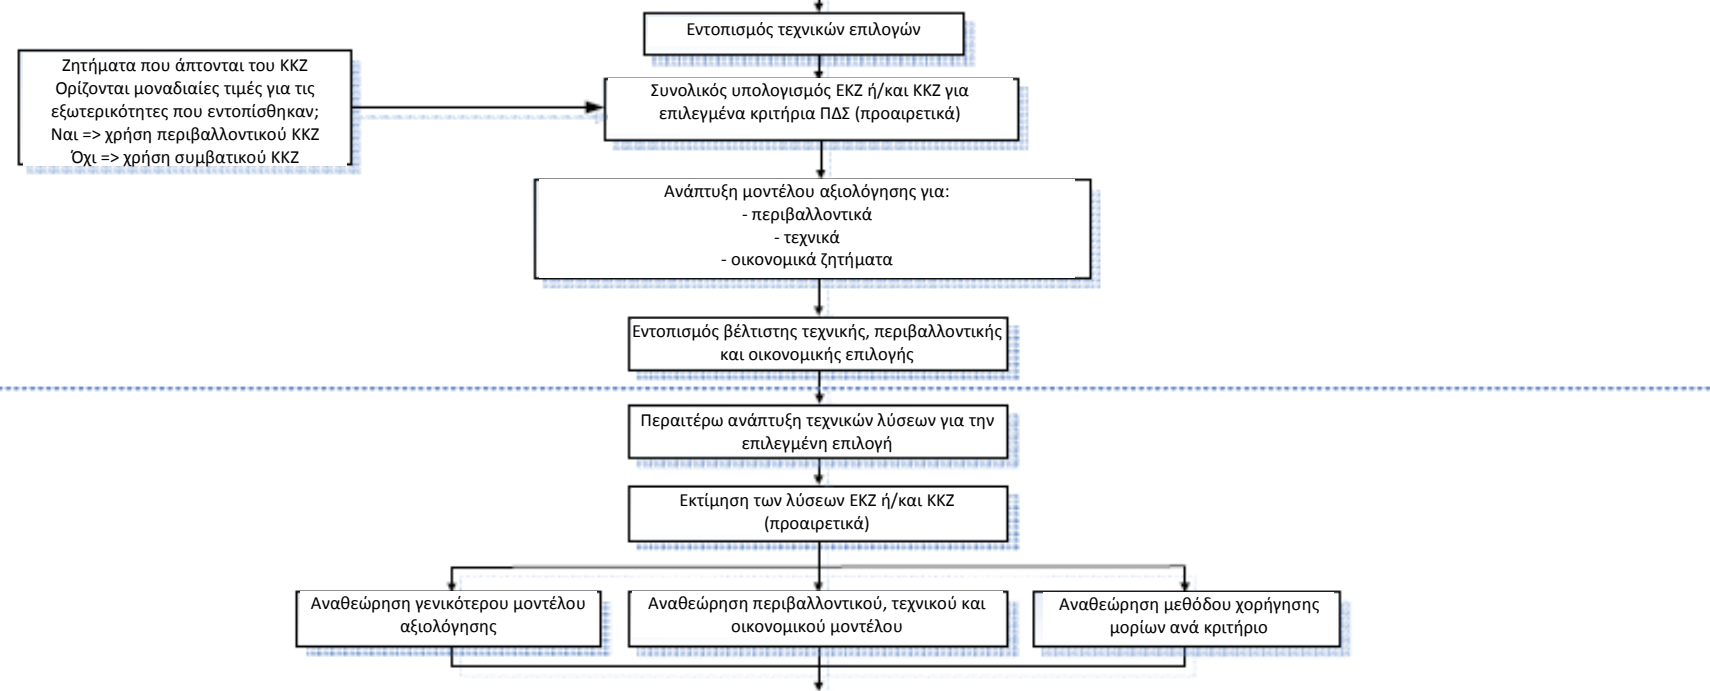 Εντοπισμός τεχνικών επιλογών
Ζητήματα που άπτονται του ΚΚΖ
Ορίζονται μοναδιαίες τιμές για τις
εξωτερικότητες που εντοπίσθηκαν;
Ναι => χρήση περιβαλλοντικού ΚΚΖ
Όχι => χρήση συμβατικού ΚΚΖ
Συνολικός υπολογισμός ΕΚΖ ή/και ΚΚΖ για
επιλεγμένα κριτήρια ΠΔΣ (προαιρετικά)
Ανάπτυξη μοντέλου αξιολόγησης για:
- περιβαλλοντικά
- τεχνικά
- οικονομικά ζητήματα
Εντοπισμός βέλτιστης τεχνικής, περιβαλλοντικής
και οικονομικής επιλογής
Περαιτέρω ανάπτυξη τεχνικών λύσεων για την
επιλεγμένη επιλογή
Εκτίμηση των λύσεων ΕΚΖ ή/και ΚΚΖ
(προαιρετικά)
Αναθεώρηση γενικότερου μοντέλου
αξιολόγησης
Αναθεώρηση περιβαλλοντικού, τεχνικού και
οικονομικού μοντέλου
Αναθεώρηση μεθόδου χορήγησης
μορίων ανά κριτήριο